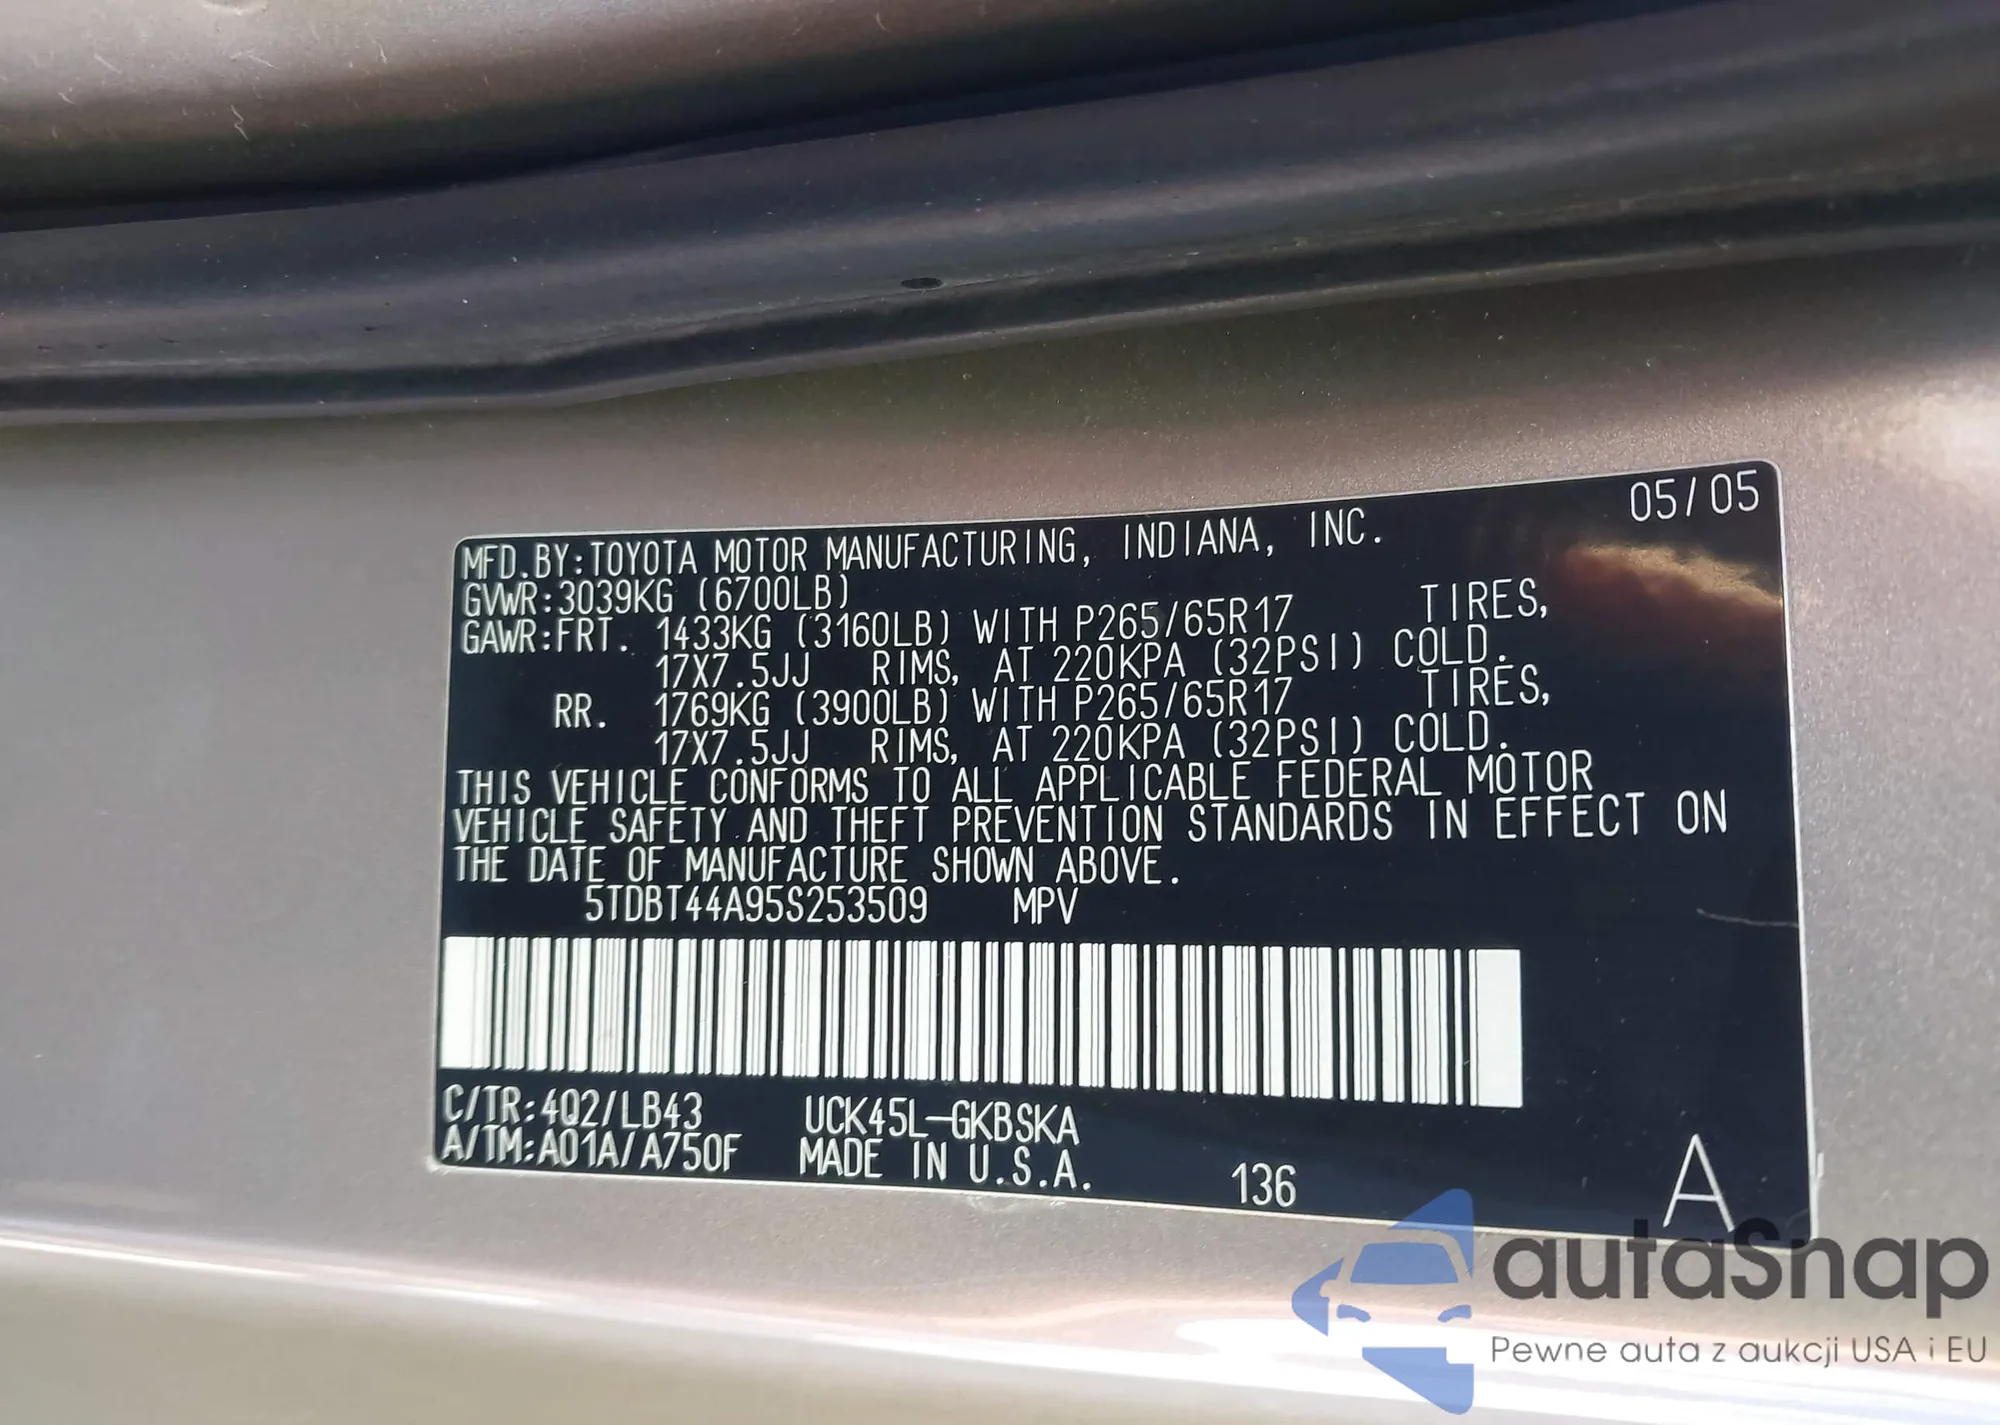 05/05
MFD.BY:TOYOTA MOTOR MANUFACTURING, INDIANA, INC.
GVWR:3039KG (6700LB)
GAWR:FRT. 1433KG (3160LB) WITH P265/65R17 TIRES,
17X7.5JJ RIMS, AT 220KPA (32PSI) COLD.
RR. 1769KG (3900LB) WITH P265/65R17 TIRES,
17X7.5JJ RIMS, AT 220KPA (32PSI) COLD.
THIS VEHICLE CONFORMS TO ALL APPLICABLE FEDERAL MOTOR
VEHICLE SAFETY AND THEFT PREVENTION STANDARDS IN EFFECT ON
THE DATE OF MANUFACTURE SHOWN ABOVE.
5TDBT44A95S253509 MPV
C/TR:4Q2/LB43 UCK45L-GKBSKA
A/TM:A01A/A750F MADE IN U.S.A. 136 A
autaSnap
Pewne auta z aukcji USA i EU